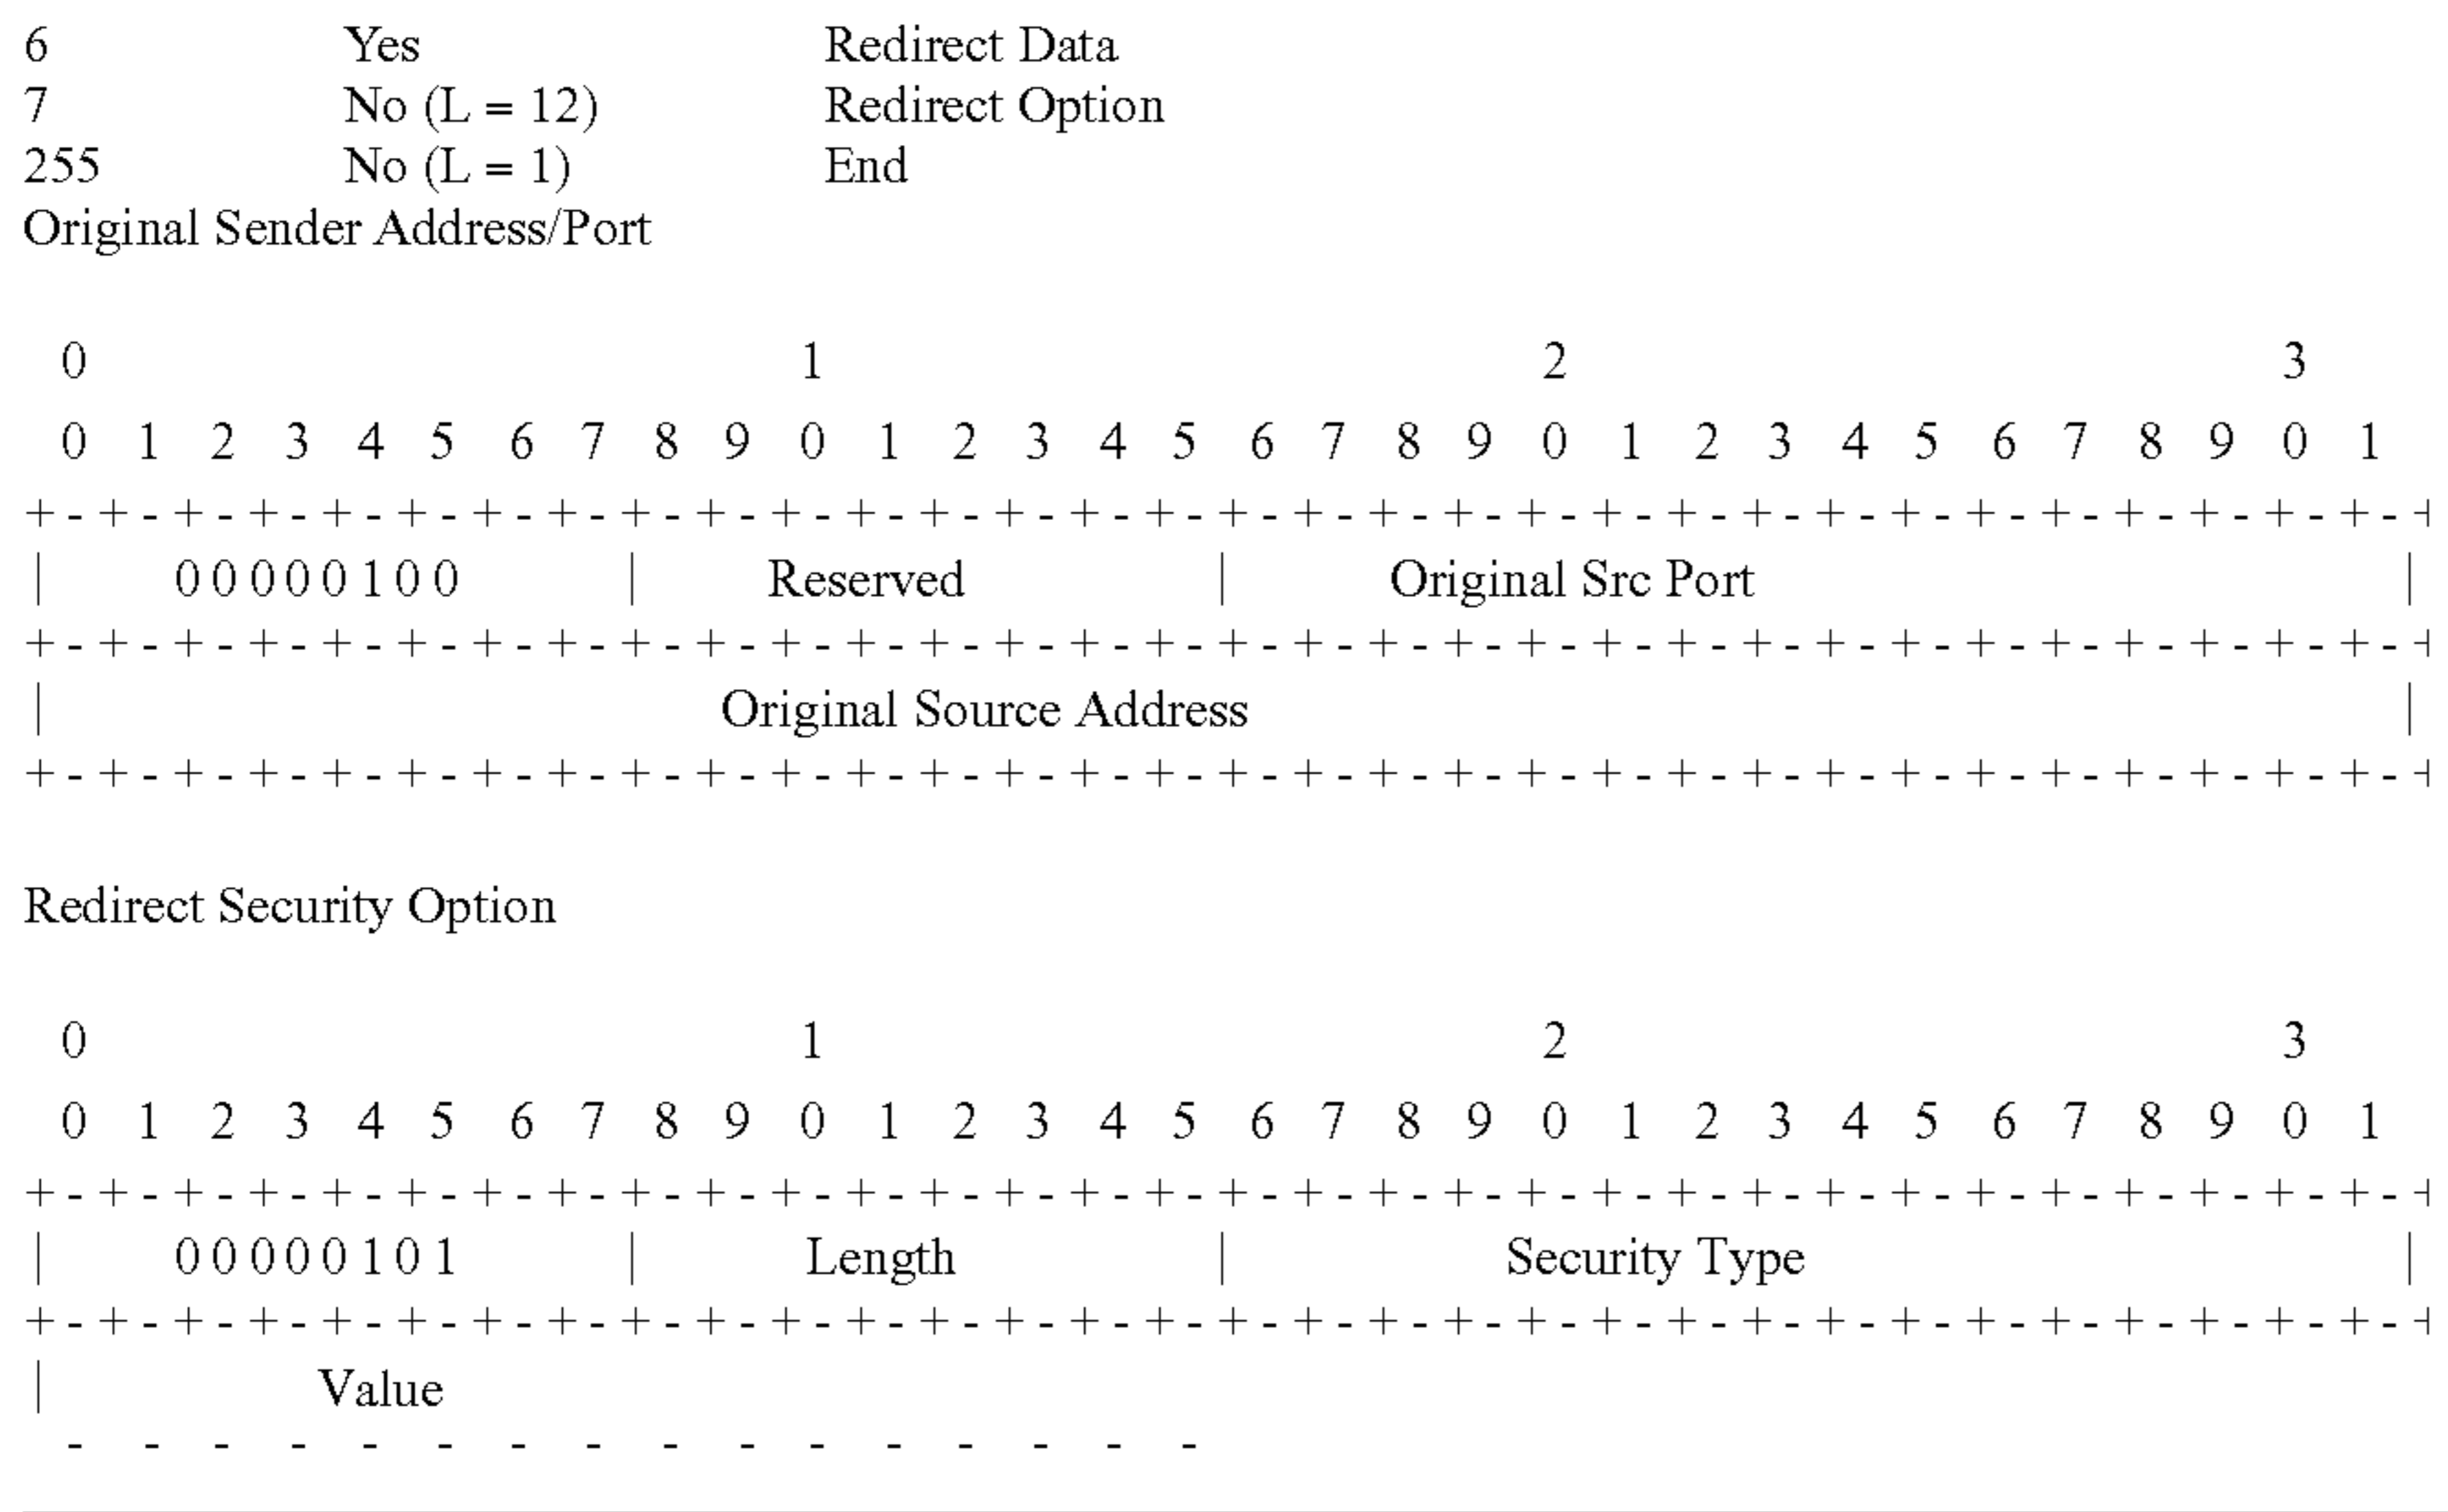 6 Yes Redirect Data
7 No (L = 12) Redirect Option
255 No (L = 1) End
Original Sender Address/Port
0 1 2 3
0 1 2 3 4 5 6 7 8 9 0 1 2 3 4 5 6 7 8 9 0 1 2 3 4 5 6 7 8 9 0 1
+-+-+-+-+-+-+-+-+-+-+-+-+-+-+-+-+-+-+-+-+-+-+-+-+-+-+-+-+-+-+-+-+
| 0 0 0 0 0 1 0 0 | Reserved | Original Src Port |
+-+-+-+-+-+-+-+-+-+-+-+-+-+-+-+-+-+-+-+-+-+-+-+-+-+-+-+-+-+-+-+-+
| Original Source Address |
+-+-+-+-+-+-+-+-+-+-+-+-+-+-+-+-+-+-+-+-+-+-+-+-+-+-+-+-+-+-+-+-+
Redirect Security Option
0 1 2 3
0 1 2 3 4 5 6 7 8 9 0 1 2 3 4 5 6 7 8 9 0 1 2 3 4 5 6 7 8 9 0 1
+-+-+-+-+-+-+-+-+-+-+-+-+-+-+-+-+-+-+-+-+-+-+-+-+-+-+-+-+-+-+-+-+
| 0 0 0 0 0 1 0 1 | Length | Security Type |
+-+-+-+-+-+-+-+-+-+-+-+-+-+-+-+-+-+-+-+-+-+-+-+-+-+-+-+-+-+-+-+-+
| Value
- - - - - - - - - - - - - - - -